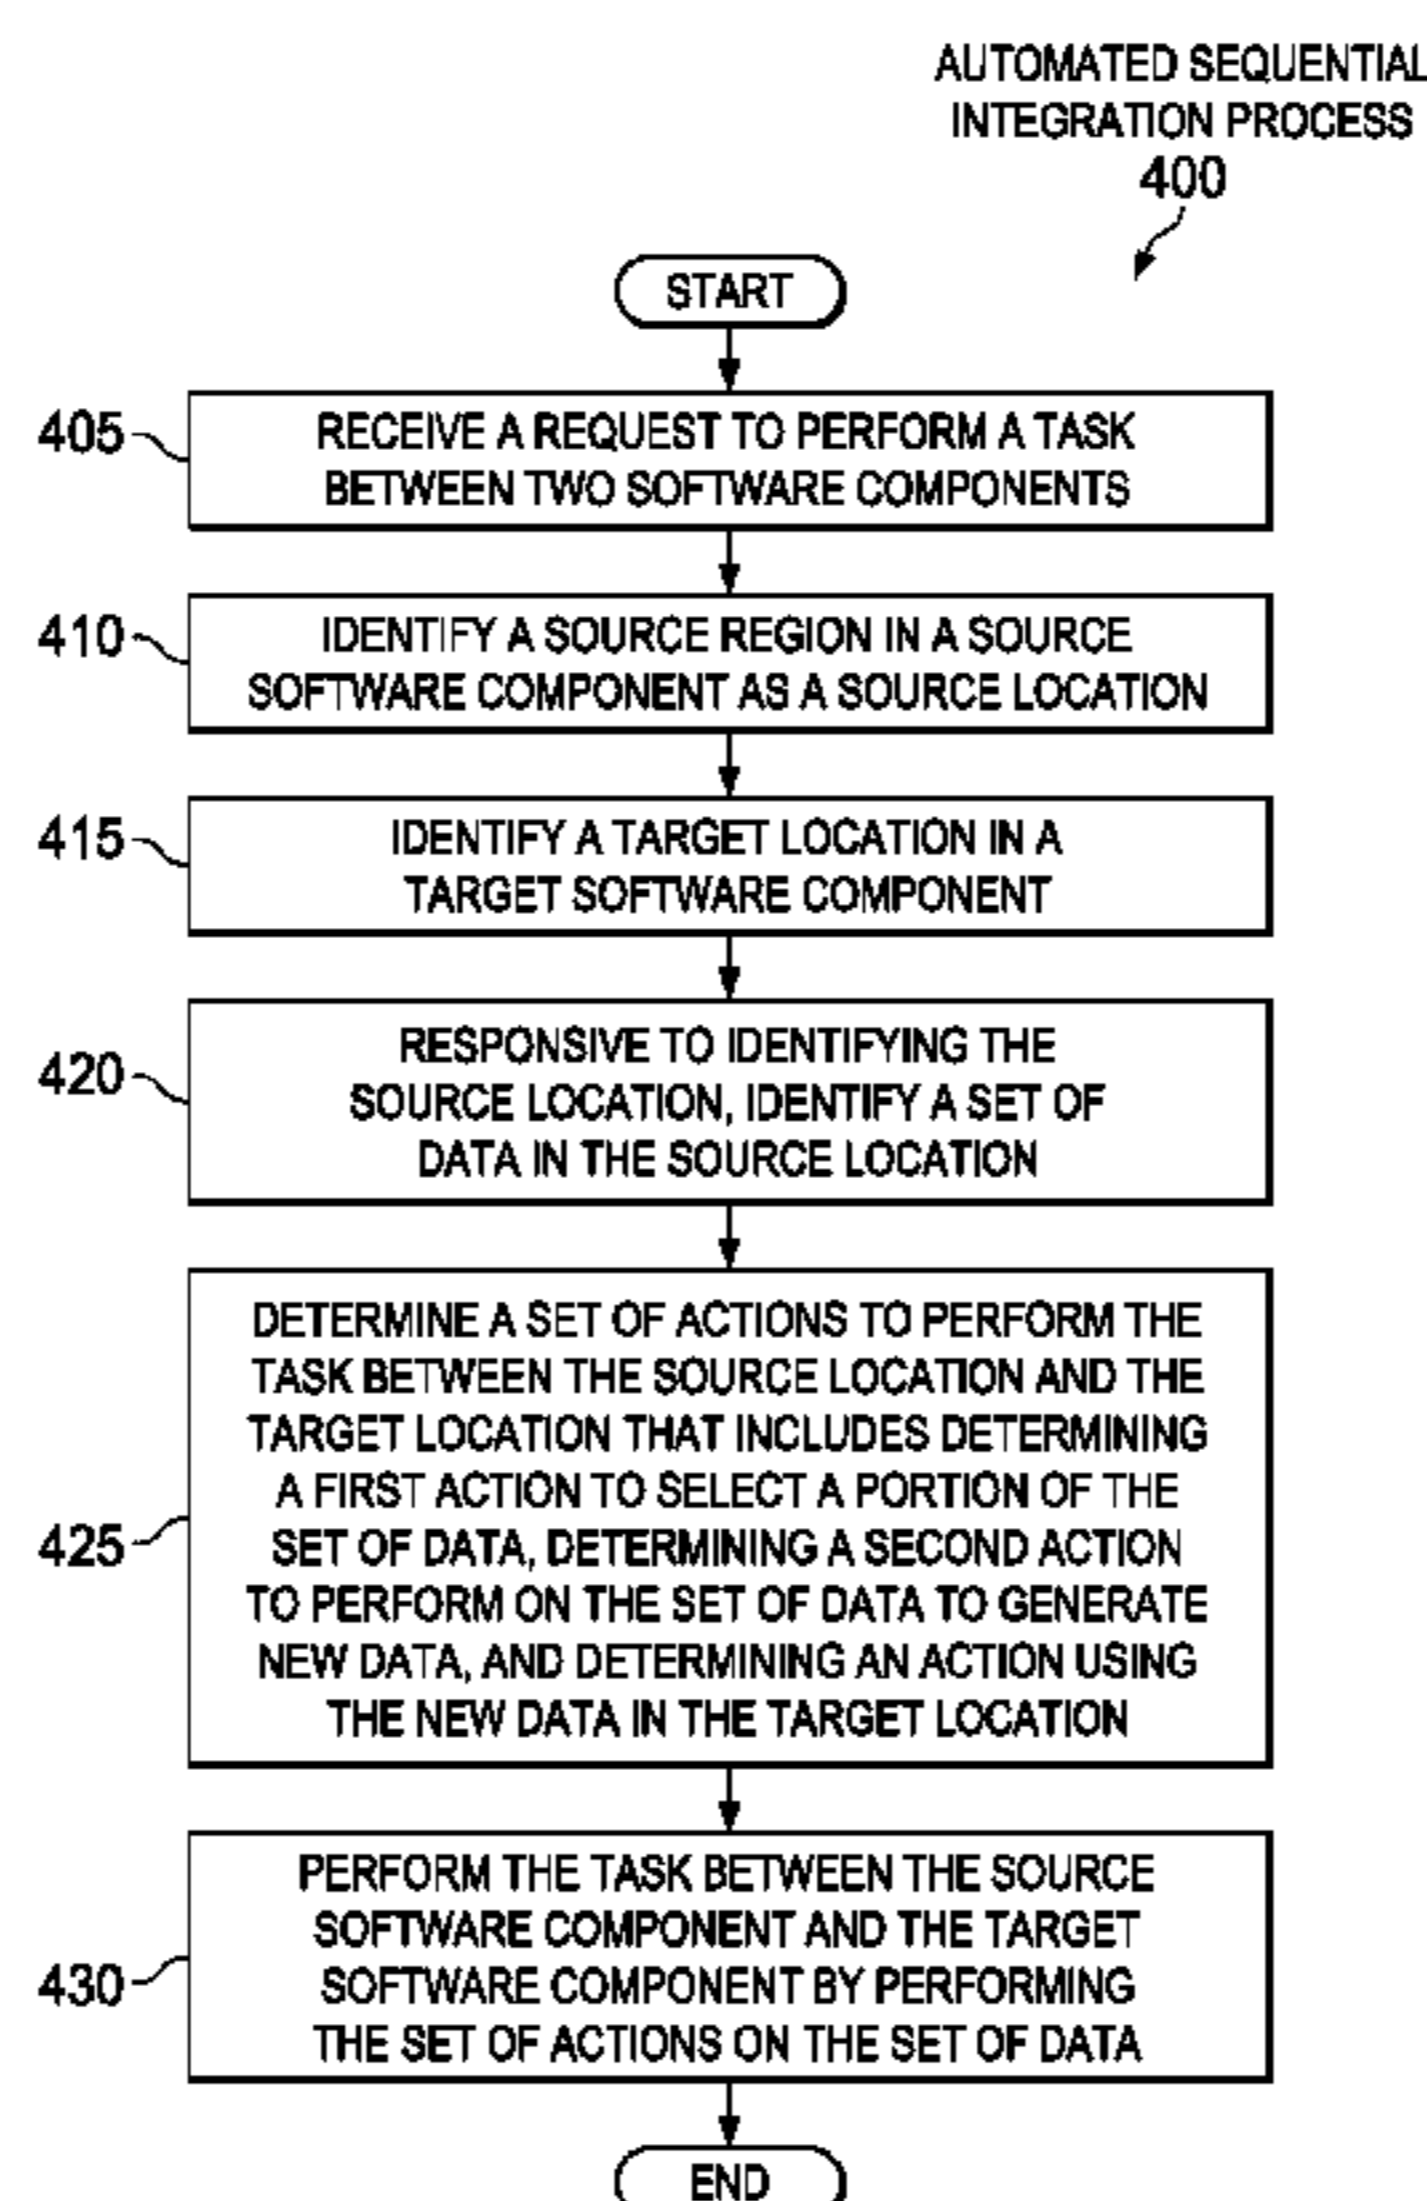 AUTOMATED SEQUENTIAL
INTEGRATION PROCESS
400
START
405
RECEIVE A REQUEST TO PERFORM A TASK
BETWEEN TWO SOFTWARE COMPONENTS
410
IDENTIFY A SOURCE REGION IN A SOURCE
SOFTWARE COMPONENT AS A SOURCE LOCATION
415
IDENTIFY A TARGET LOCATION IN A
TARGET SOFTWARE COMPONENT
420
RESPONSIVE TO IDENTIFYING THE
SOURCE LOCATION, IDENTIFY A SET OF
DATA IN THE SOURCE LOCATION
425
DETERMINE A SET OF ACTIONS TO PERFORM THE
TASK BETWEEN THE SOURCE LOCATION AND THE
TARGET LOCATION THAT INCLUDES DETERMINING
A FIRST ACTION TO SELECT A PORTION OF THE
SET OF DATA, DETERMINING A SECOND ACTION
TO PERFORM ON THE SET OF DATA TO GENERATE
NEW DATA, AND DETERMINING AN ACTION USING
THE NEW DATA IN THE TARGET LOCATION
430
PERFORM THE TASK BETWEEN THE SOURCE
SOFTWARE COMPONENT AND THE TARGET
SOFTWARE COMPONENT BY PERFORMING
THE SET OF ACTIONS ON THE SET OF DATA
END